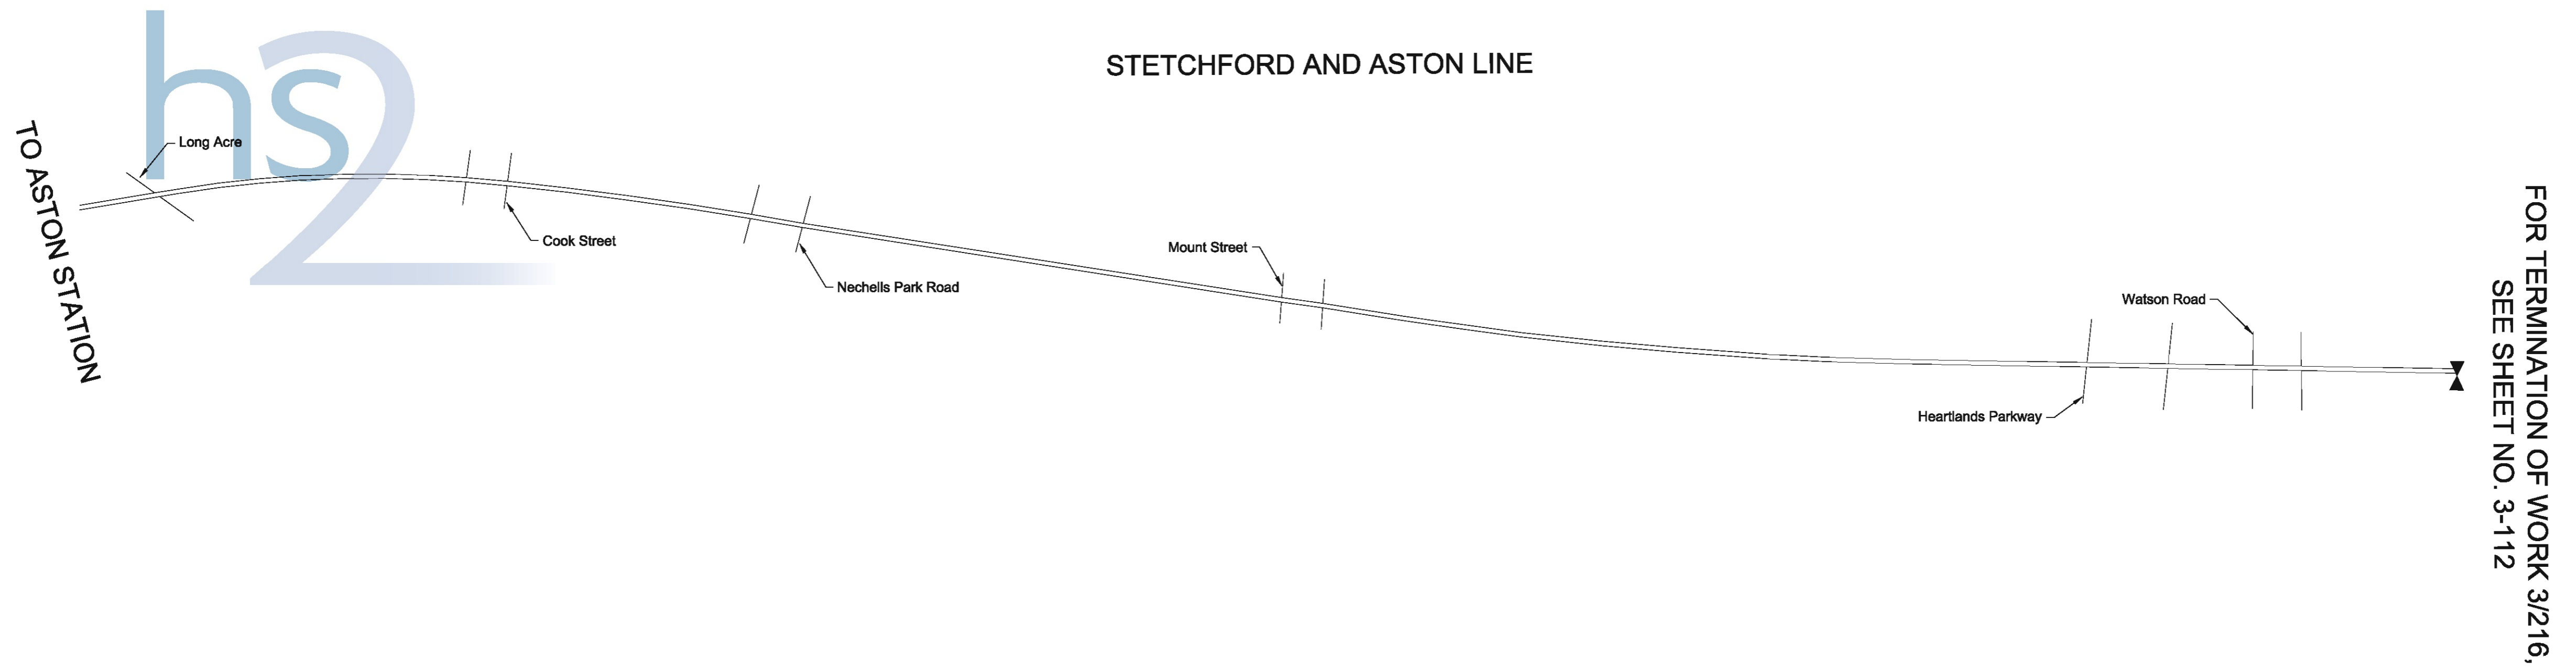 hs2
STETCHFORD AND ASTON LINE
TO ASTON STATION
Long Acre
Cook Street
Nechells Park Road
Mount Street
Watson Road
Heartlands Parkway
FOR TERMINATION OF WORK 3/216,
SEE SHEET NO. 3-112